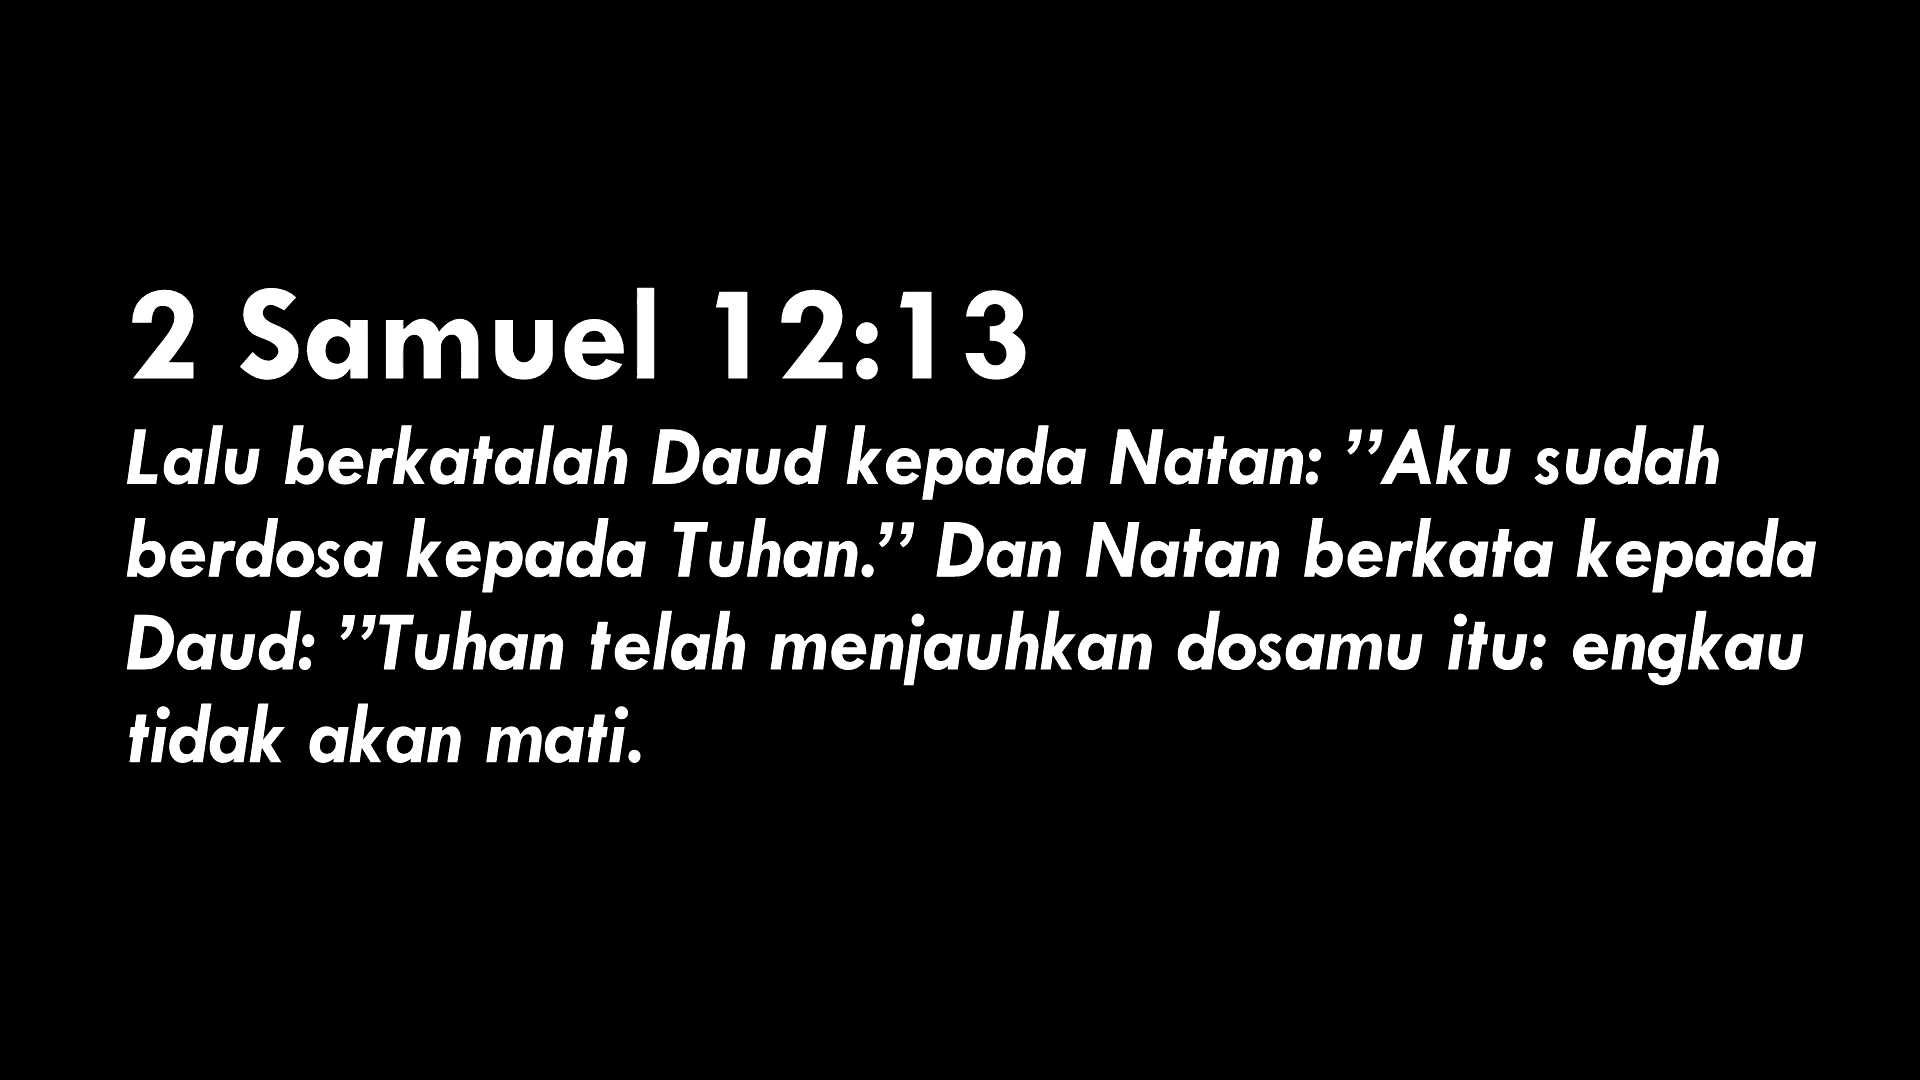 2 Samuel 12:13
Lalu berkatalah Daud kepada Natan: ”Aku sudah
berdosa kepada Tuhan.” Dan Natan berkata kepada
Daud: ”Tuhan telah menjauhkan dosamu itu: engkau
tidak akan mati.